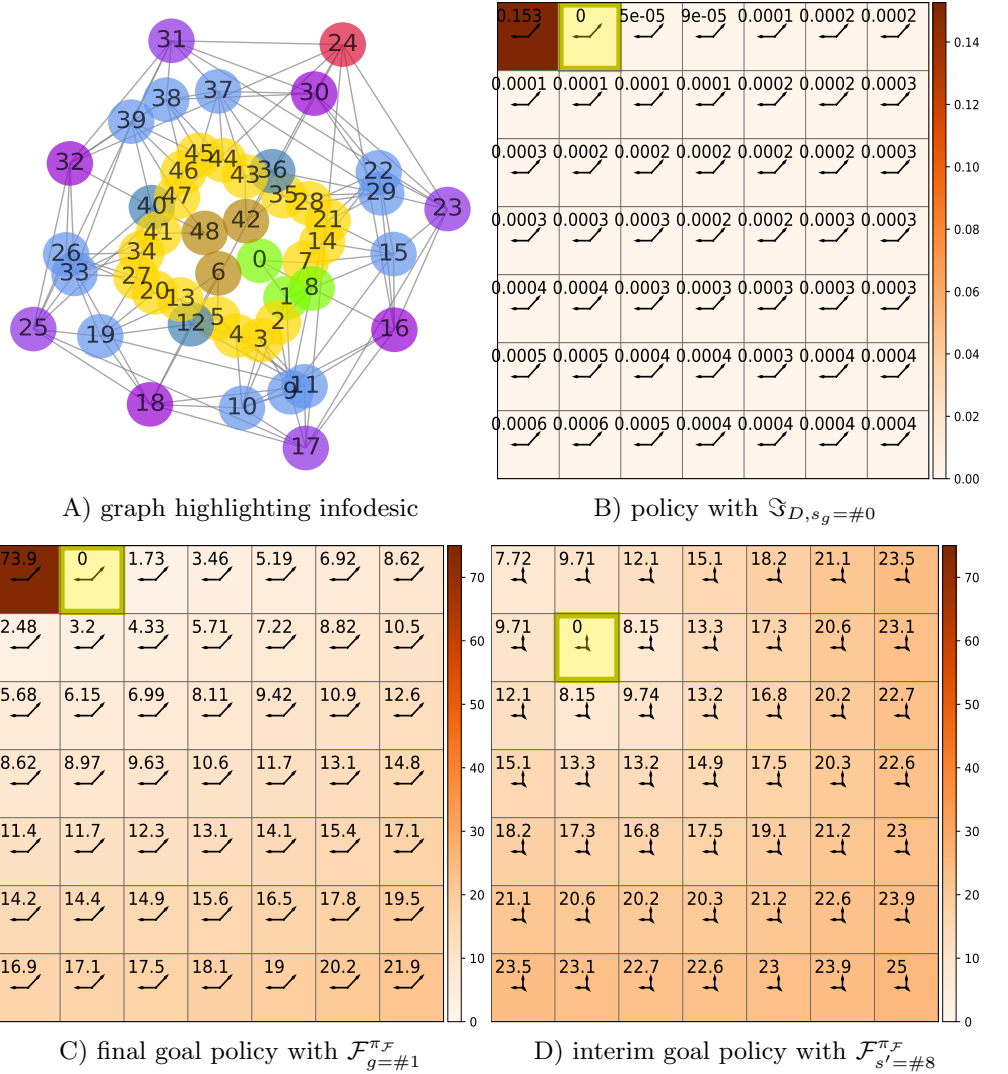 31
24
38
37
30
39
45
44
32
46
43
36
22
47
35
29
40
28
23
42
21
41
48
14
34
26
0
7
15
33
27
6
20
13
1
8
12
5
2
25
19
4
3
16
9
11
18
10
17
A) graph highlighting infodesic
0.153 0 5e-05 9e-05 0.0001 0.0002 0.0002
0.0001 0.0001 0.0001 0.0001 0.0002 0.0002 0.0003
0.0003 0.0002 0.0002 0.0002 0.0002 0.0002 0.0003
0.0003 0.0003 0.0003 0.0003 0.0003 0.0003 0.0003
0.0004 0.0004 0.0003 0.0003 0.0003 0.0003 0.0003
0.0005 0.0005 0.0004 0.0004 0.0004 0.0004 0.0004
0.0006 0.0006 0.0005 0.0004 0.0004 0.0004 0.0004
0.14
0.12
0.10
0.08
0.06
0.04
0.02
0.00
B) policy with ℑ_{D,s_g=#0}
73.9 0 1.73 3.46 5.19 6.92 8.62
2.48 3.2 4.33 5.71 7.22 8.82 10.5
5.68 6.15 6.99 8.11 9.42 10.9 12.6
8.62 8.97 9.63 10.6 11.7 13.1 14.8
11.4 11.7 12.3 13.1 14.1 15.4 17.1
14.2 14.4 14.9 15.6 16.5 17.8 19.5
16.9 17.1 17.5 18.1 19 20.2 21.9
70
60
50
40
30
20
10
0
C) final goal policy with ℱ^{π_ℱ}_{g=#1}
7.72 9.71 12.1 15.1 18.2 21.1 23.5
9.71 0 8.15 13.3 17.3 20.6 23.1
12.1 8.15 9.74 13.2 16.8 20.2 22.7
15.1 13.3 13.2 14.9 17.5 20.3 22.6
18.2 17.3 16.8 17.5 19.1 21.2 23
21.1 20.6 20.2 20.3 21.2 22.6 23.9
23.5 23.1 22.7 22.6 23 23.9 25
70
60
50
40
30
20
10
0
D) interim goal policy with ℱ^{π_ℱ}_{s′=#8}